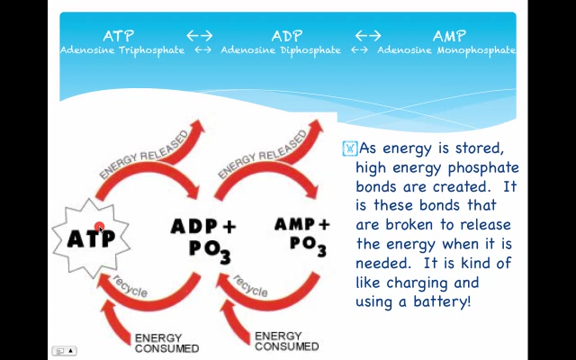 ATP <-> ADP <-> AMP
Adenosine Triphosphate <-> Adenosine Diphosphate <-> Adenosine Monophosphate
ENERGY RELEASED
ENERGY RELEASED
ATP
ADP +
PO3
AMP +
PO3
recycle
recycle
ENERGY
CONSUMED
ENERGY
CONSUMED
As energy is stored,
high energy phosphate
bonds are created. It
is these bonds that
are broken to release
the energy when it is
needed. It is kind of
like charging and
using a battery!